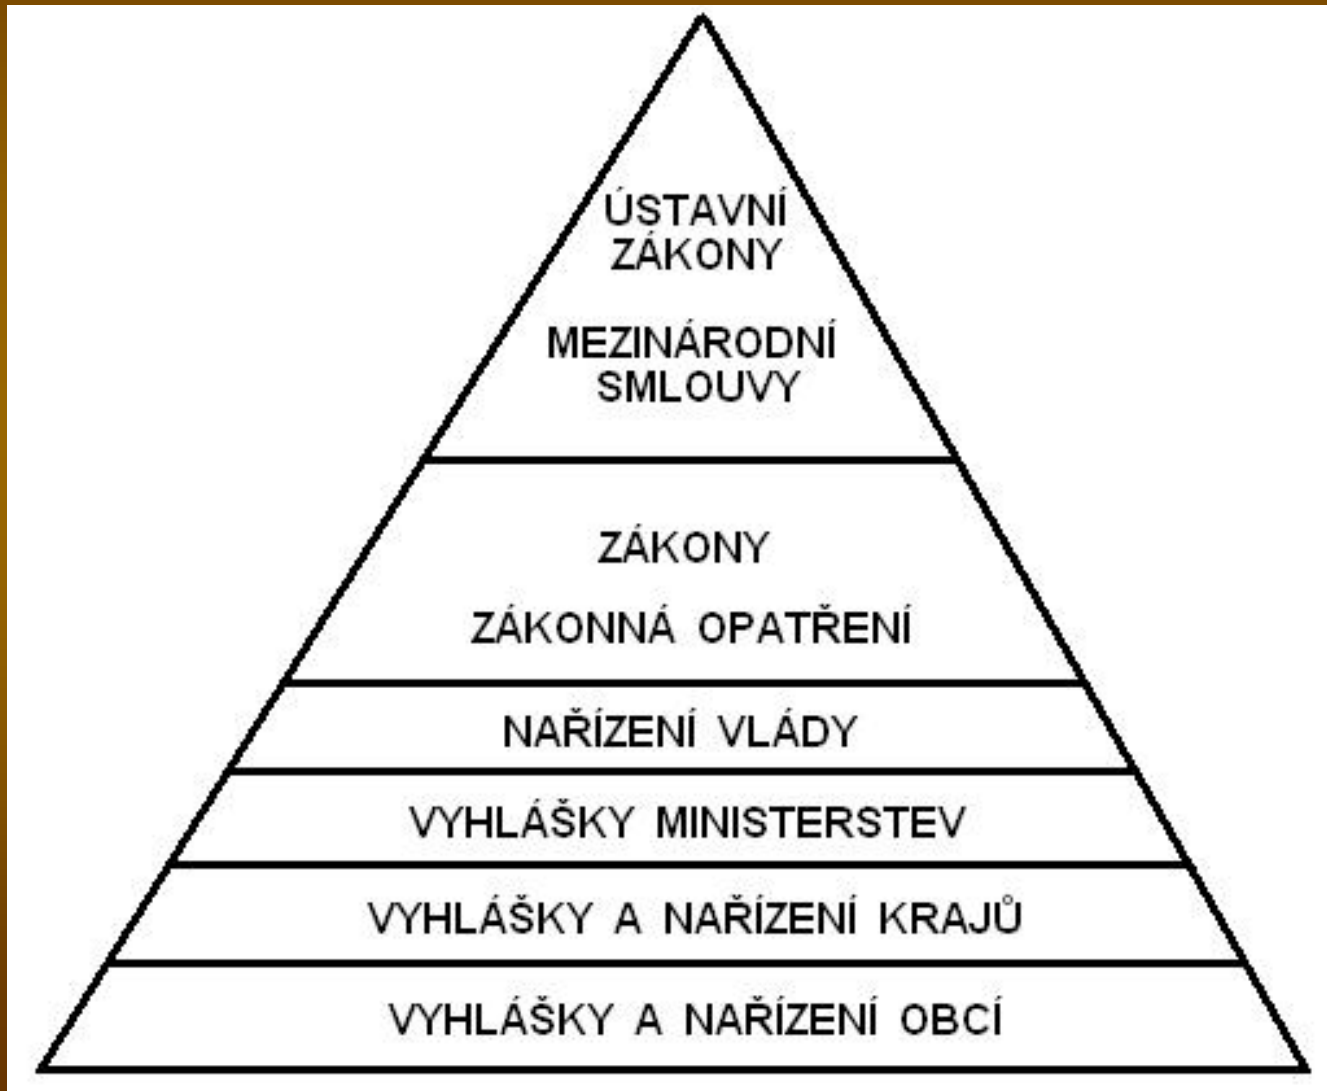 ÚSTAVNÍ
ZÁKONY
MEZINÁRODNÍ
SMLOUVY
ZÁKONY
ZÁKONNÁ OPATŘENÍ
NAŘÍZENÍ VLÁDY
VYHLÁŠKY MINISTERSTEV
VYHLÁŠKY A NAŘÍZENÍ KRAJŮ
VYHLÁŠKY A NAŘÍZENÍ OBCÍ